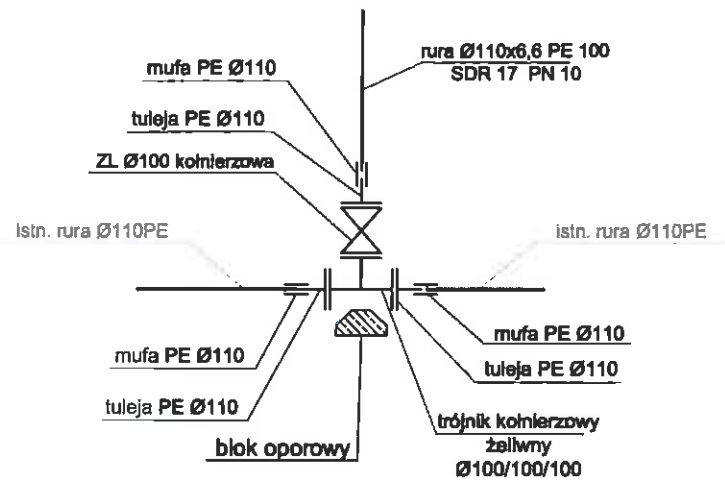 rura Ø110x6,6 PE 100
SDR 17 PN 10
mufa PE Ø110
tuleja PE Ø110
ZL Ø100 kołnierzowa
istn. rura Ø110PE
istn. rura Ø110PE
mufa PE Ø110
mufa PE Ø110
tuleja PE Ø110
tuleja PE Ø110
trójnik kołnierzowy
żeliwny
Ø100/100/100
blok oporowy